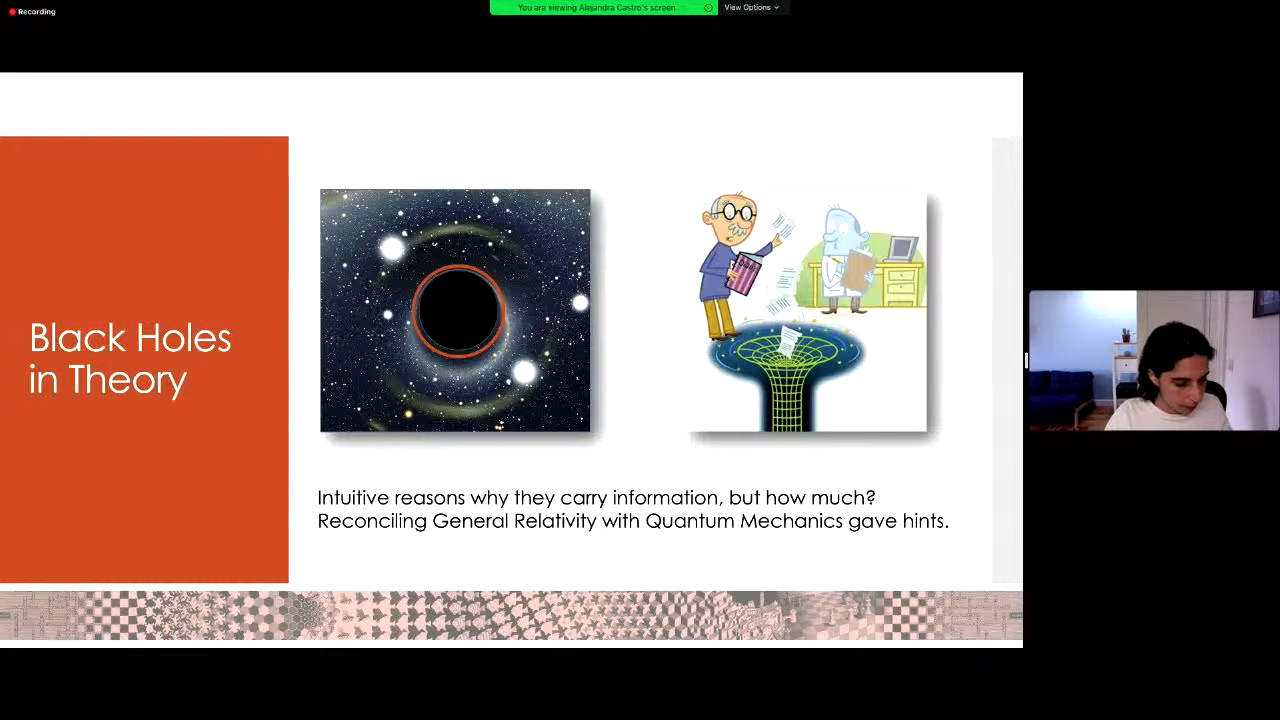 Recording
You are viewing Alejandra Castro's screen
View Options
Black Holes
in Theory
Intuitive reasons why they carry information, but how much?
Reconciling General Relativity with Quantum Mechanics gave hints.